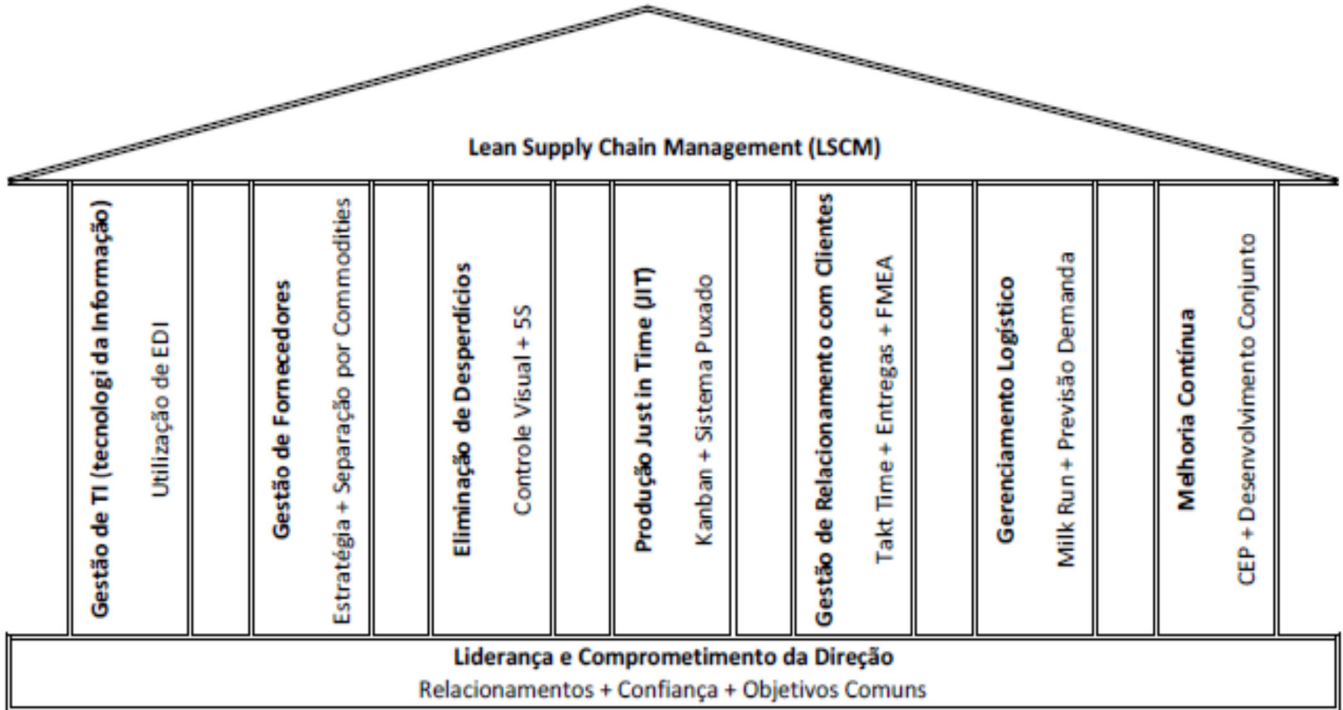 Lean Supply Chain Management (LSCM)
Gestão de TI (tecnologi da Informação)
Utilização de EDI
Gestão de Fornecedores
Estratégia + Separação por Commodities
Eliminação de Desperdícios
Controle Visual + 5S
Produção Just in Time (JIT)
Kanban + Sistema Puxado
Gestão de Relacionamento com Clientes
Takt Time + Entregas + FMEA
Gerenciamento Logístico
Milk Run + Previsão Demanda
Melhoria Contínua
CEP + Desenvolvimento Conjunto
Liderança e Comprometimento da Direção
Relacionamentos + Confiança + Objetivos Comuns